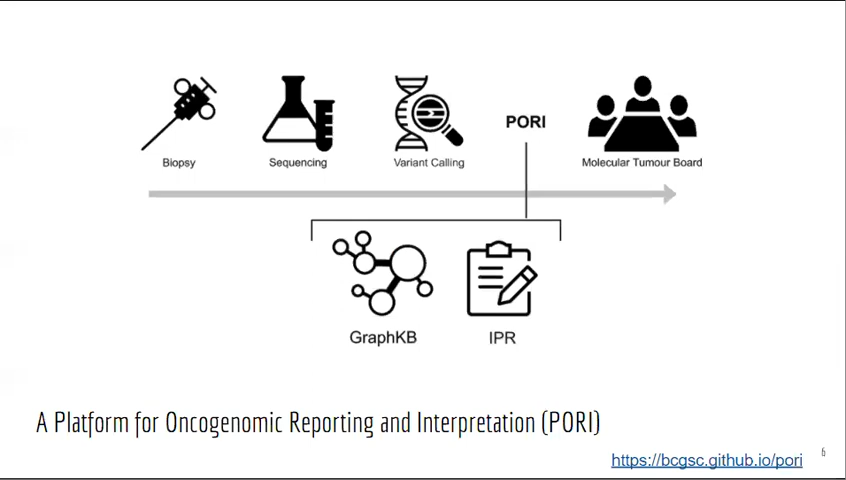 PORI
Biopsy
Sequencing
Variant Calling
Molecular Tumour Board
GraphKB
IPR
A Platform for Oncogenomic Reporting and Interpretation (PORI)
https://bcgsc.github.io/pori
6